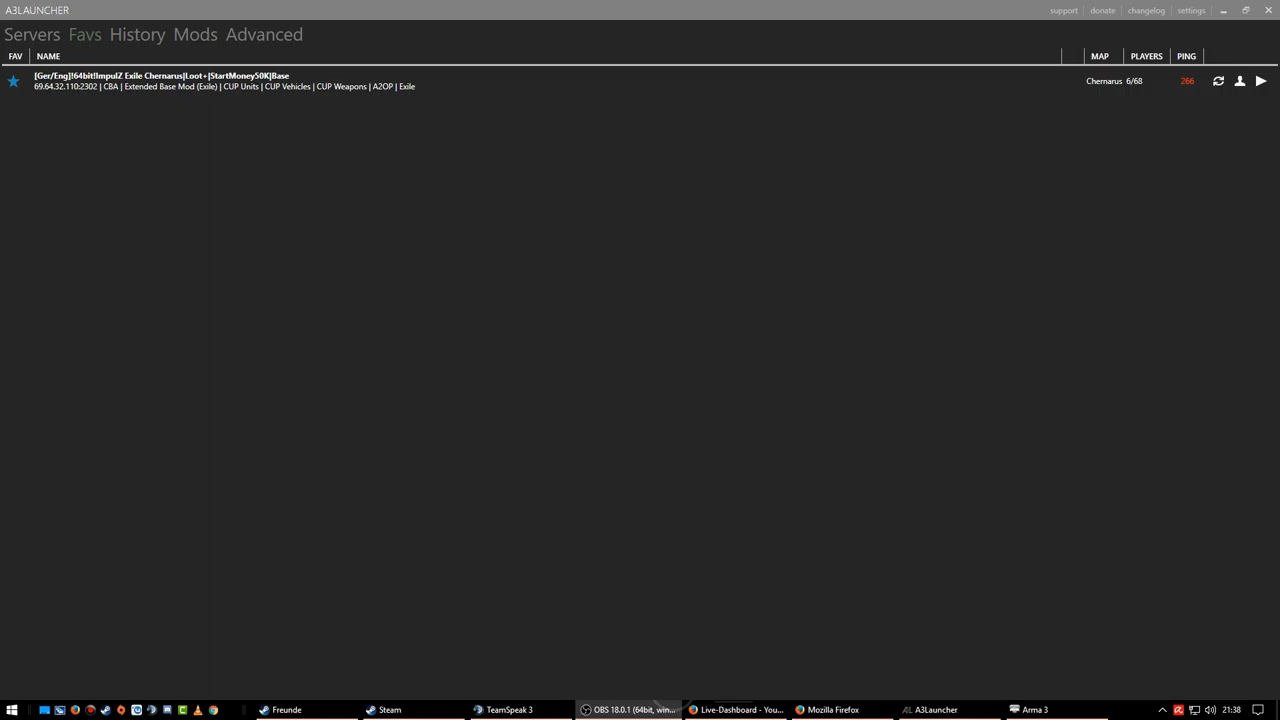 A3LAUNCHER
support | donate | changelog | settings
Servers Favs History Mods Advanced
FAV NAME MAP PLAYERS PING
[Ger/Eng]!64bit!ImpulZ Exile Chernarus|Loot+|StartMoney50K|Base
69.64.32.110:2302 | CBA | Extended Base Mod (Exile) | CUP Units | CUP Vehicles | CUP Weapons | A2OP | Exile
Chernarus 6/68 266
Freunde Steam TeamSpeak 3 OBS 18.0.1 (64bit, win... Live-Dashboard - You... Mozilla Firefox A3Launcher Arma 3 21:38